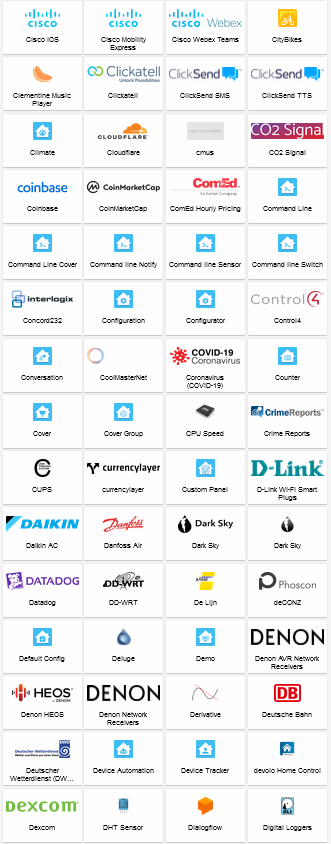 CISCO
CISCO
CISCO Webex
Cisco IOS
Cisco Mobility
Express
Cisco Webex Teams
CityBikes
Clickatell
Unlock Possibilities
ClickSend
ClickSend
Clementine Music
Player
Clickatell
ClickSend SMS
ClickSend TTS
CLOUDFLARE
CO2 Signal
Climate
Cloudflare
cmus
CO2 Signal
coinbase
CoinMarketCap
ComEd
An Exelon Company
Coinbase
CoinMarketCap
ComEd Hourly Pricing
Command Line
Command Line Cover
Command line Notify
Command line Sensor
Command line Switch
interlogix
Control4
Concord232
Configuration
Configurator
Control4
COVID-19
Coronavirus
Conversation
CoolMasterNet
Coronavirus
(COVID-19)
Counter
CrimeReports
Cover
Cover Group
CPU Speed
Crime Reports
currencylayer
D-Link
CUPS
currencylayer
Custom Panel
D-Link Wi-Fi Smart
Plugs
DAIKIN
Danfoss
Dark Sky
Daikin AC
Danfoss Air
Dark Sky
Dark Sky
DATADOG
DD-WRT
Phoscon
Datadog
DD-WRT
De Lijn
deCONZ
DENON
Default Config
Deluge
Demo
Denon AVR Network
Receivers
HEOS
by DENON
DENON
DB
Denon HEOS
Denon Network
Receivers
Derivative
Deutsche Bahn
Deutscher Wetterdienst
Deutscher
Wetterdienst (DW...
Device Automation
Device Tracker
devolo Home Control
Dexcom
DLI
Dexcom
DHT Sensor
Dialogflow
Digital Loggers